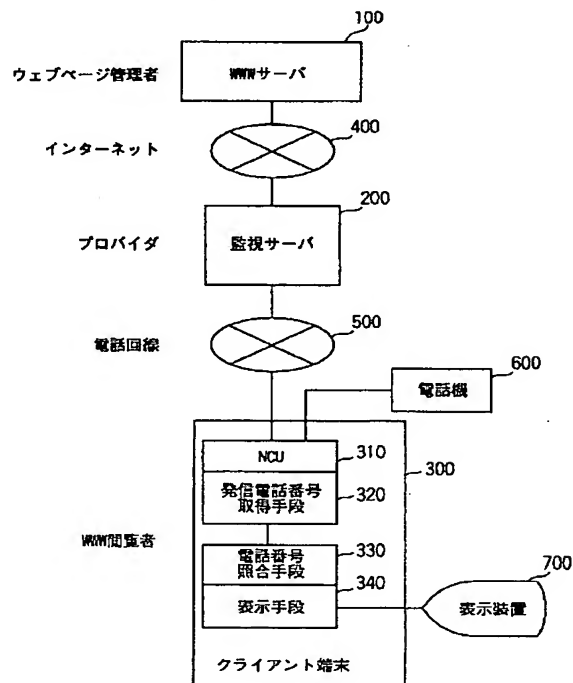 100
ウェブページ管理者
WWWサーバ
400
インターネット
200
プロバイダ
監視サーバ
500
電話回線
600
電話機
NCU
310
300
発信電話番号
取得手段
320
WWW閲覧者
電話番号
照合手段
330
340
表示手段
700
表示装置
クライアント端末